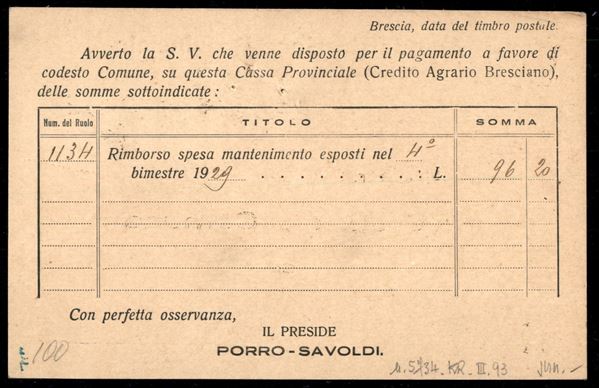 Brescia, data del timbro postale.
Avverto la S. V. che venne disposto per il pagamento a favore di
codesto Comune, su questa Cassa Provinciale (Credito Agrario Bresciano),
delle somme sottoindicate :
Num. del Ruolo TITOLO SOMMA
1134 Rimborso spesa mantenimento esposti nel 4º
bimestre 1929 . . . . . . . . . L. 96 20
Con perfetta osservanza,
IL PRESIDE
PORRO-SAVOLDI.
100